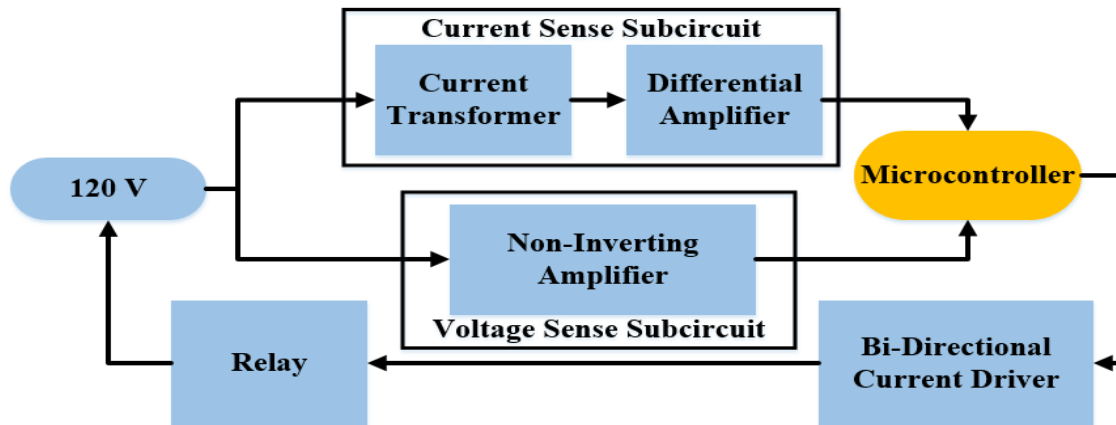 Current Sense Subcircuit
Current
Transformer
Differential
Amplifier
120 V
Microcontroller
Non-Inverting
Amplifier
Voltage Sense Subcircuit
Relay
Bi-Directional
Current Driver